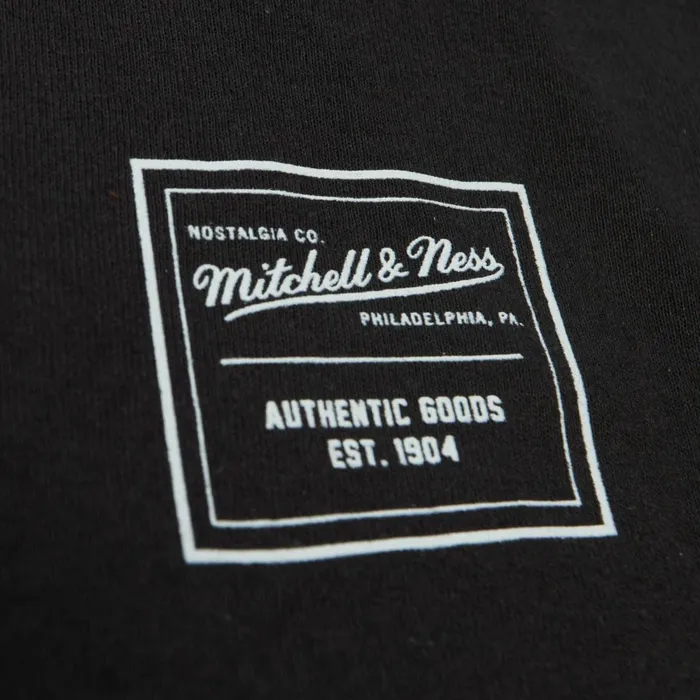 NOSTALGIA CO.
Mitchell & Ness
PHILADELPHIA, PA.
AUTHENTIC GOODS
EST. 1904